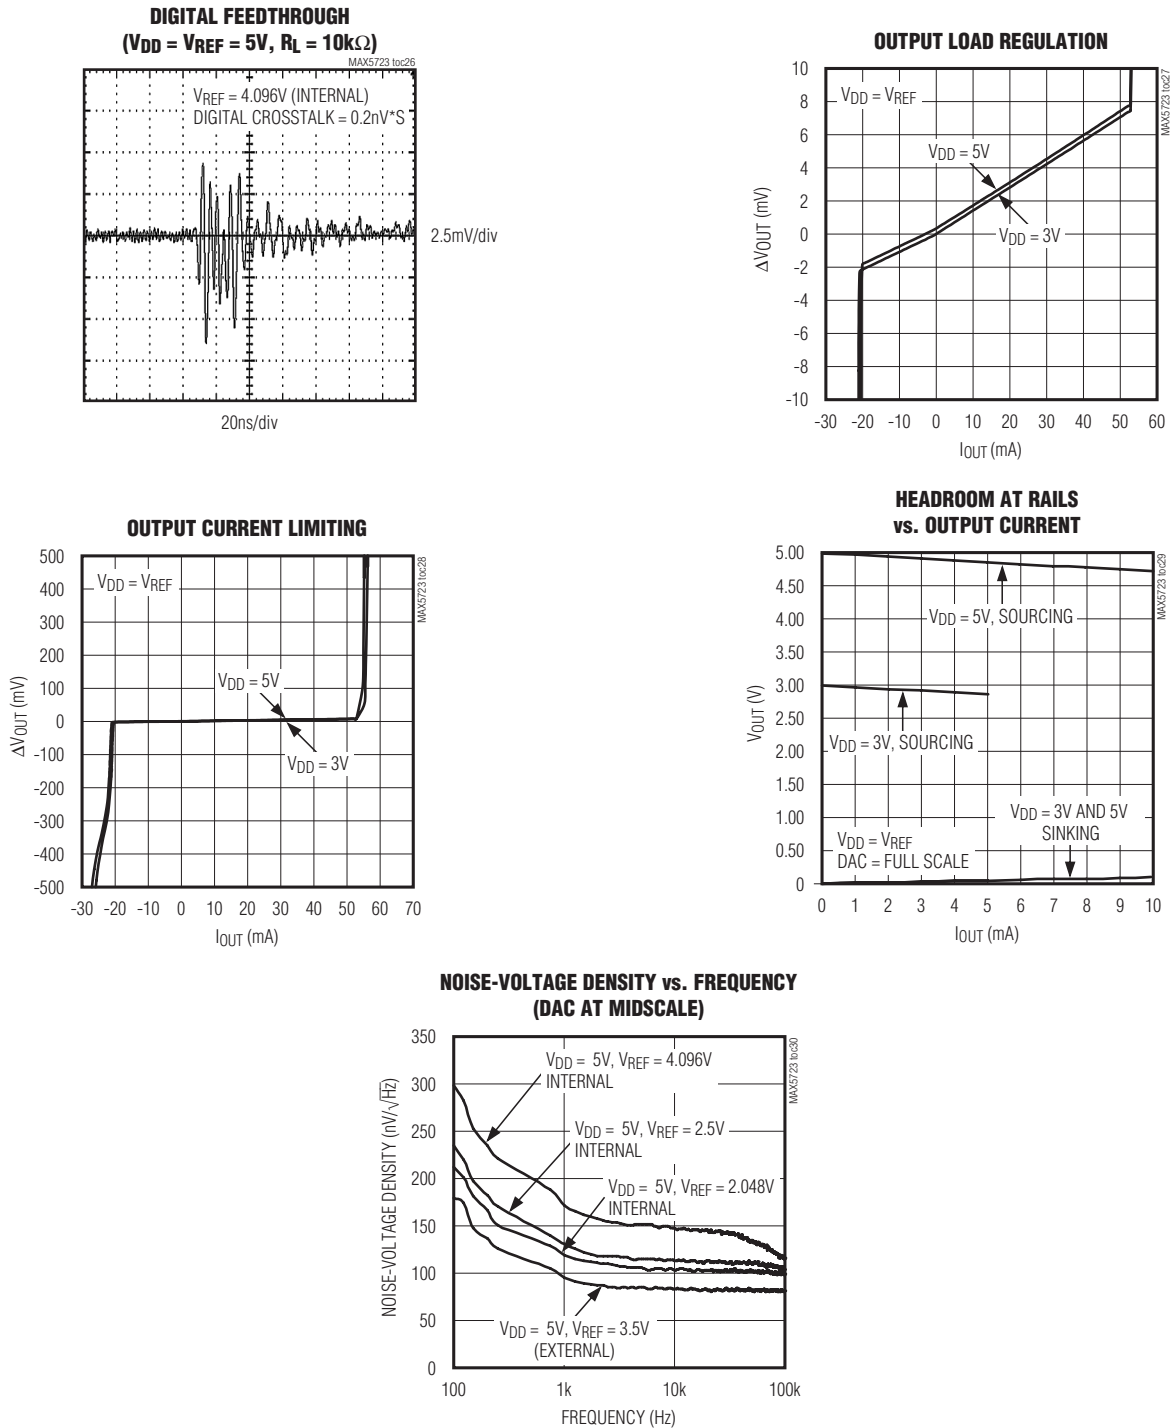 DIGITAL FEEDTHROUGH
(VDD = VREF = 5V, RL = 10kΩ)
MAX5723 toc26
VREF = 4.096V (INTERNAL)
DIGITAL CROSSTALK = 0.2nV*S
2.5mV/div
20ns/div
OUTPUT LOAD REGULATION
MAX5723 toc27
VDD = VREF
VDD = 5V
VDD = 3V
ΔVOUT (mV)
10
8
6
4
2
0
-2
-4
-6
-8
-10
-30 -20 -10 0 10 20 30 40 50 60
IOUT (mA)
OUTPUT CURRENT LIMITING
MAX5723 toc28
VDD = VREF
VDD = 5V
VDD = 3V
ΔVOUT (mV)
500
400
300
200
100
0
-100
-200
-300
-400
-500
-30 -20 -10 0 10 20 30 40 50 60 70
IOUT (mA)
HEADROOM AT RAILS
vs. OUTPUT CURRENT
MAX5723 toc29
VDD = 5V, SOURCING
VDD = 3V, SOURCING
VDD = 3V AND 5V
SINKING
VDD = VREF
DAC = FULL SCALE
VOUT (V)
5.00
4.50
4.00
3.50
3.00
2.50
2.00
1.50
1.00
0.50
0
0 1 2 3 4 5 6 7 8 9 10
IOUT (mA)
NOISE-VOLTAGE DENSITY vs. FREQUENCY
(DAC AT MIDSCALE)
MAX5723 toc30
VDD = 5V, VREF = 4.096V
INTERNAL
VDD = 5V, VREF = 2.5V
INTERNAL
VDD = 5V, VREF = 2.048V
INTERNAL
VDD = 5V, VREF = 3.5V
(EXTERNAL)
NOISE-VOLTAGE DENSITY (nV/√Hz)
350
300
250
200
150
100
50
0
100 1k 10k 100k
FREQUENCY (Hz)